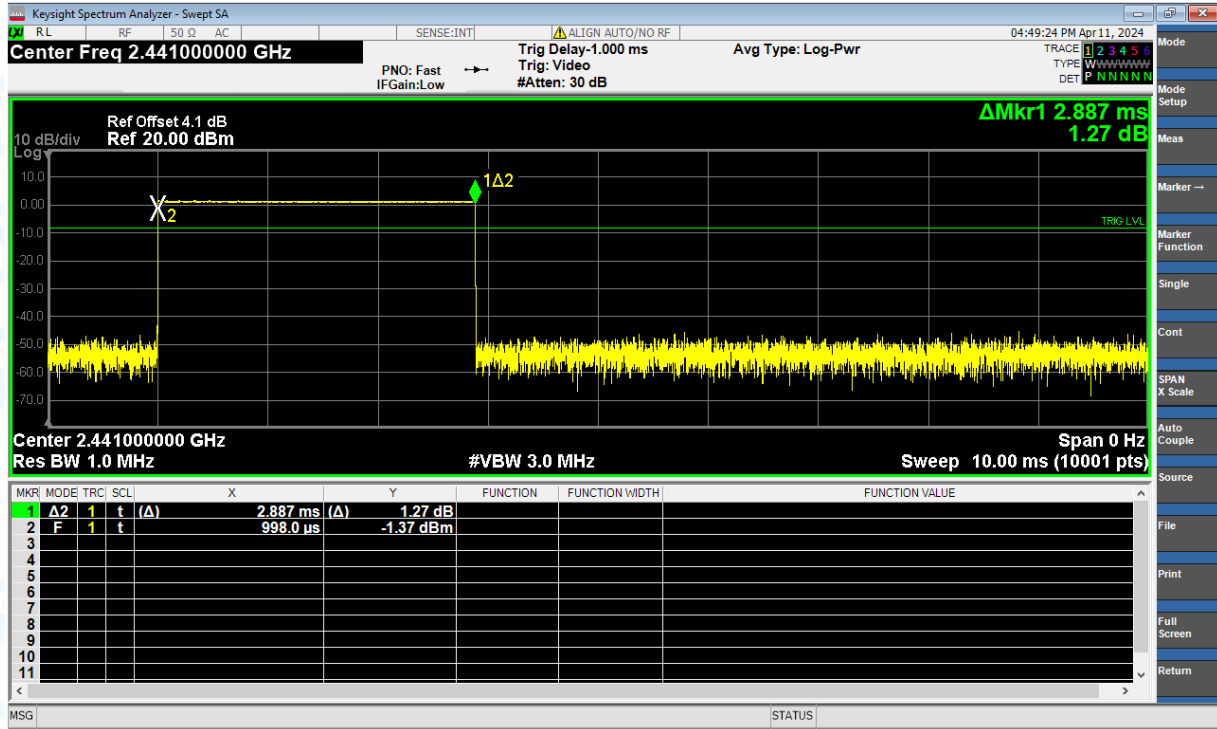 Keysight Spectrum Analyzer - Swept SA
LXI RL RF 50 Ω AC SENSE:INT ALIGN AUTO/NO RF 04:49:24 PM Apr 11, 2024
Center Freq 2.441000000 GHz
PNO: Fast
IFGain:Low
Trig Delay-1.000 ms
Trig: Video
#Atten: 30 dB
Avg Type: Log-Pwr
TRACE 1 2 3 4 5 6
TYPE WWWWWW
DET P N N N N N
ΔMkr1 2.887 ms
1.27 dB
Ref Offset 4.1 dB
10 dB/div Ref 20.00 dBm
Log
10.0
0.00
-10.0
-20.0
-30.0
-40.0
-50.0
-60.0
-70.0
1Δ2
2
TRIG LVL
Center 2.441000000 GHz Span 0 Hz
Res BW 1.0 MHz #VBW 3.0 MHz Sweep 10.00 ms (10001 pts)
MKR MODE TRC SCL X Y FUNCTION FUNCTION WIDTH FUNCTION VALUE
1 Δ2 1 t (Δ) 2.887 ms (Δ) 1.27 dB
2 F 1 t 998.0 µs -1.37 dBm
3
4
5
6
7
8
9
10
11
MSG STATUS
Mode
Mode
Setup
Meas
Marker →
Marker
Function
Single
Cont
SPAN
X Scale
Auto
Couple
Source
File
Print
Full
Screen
Return